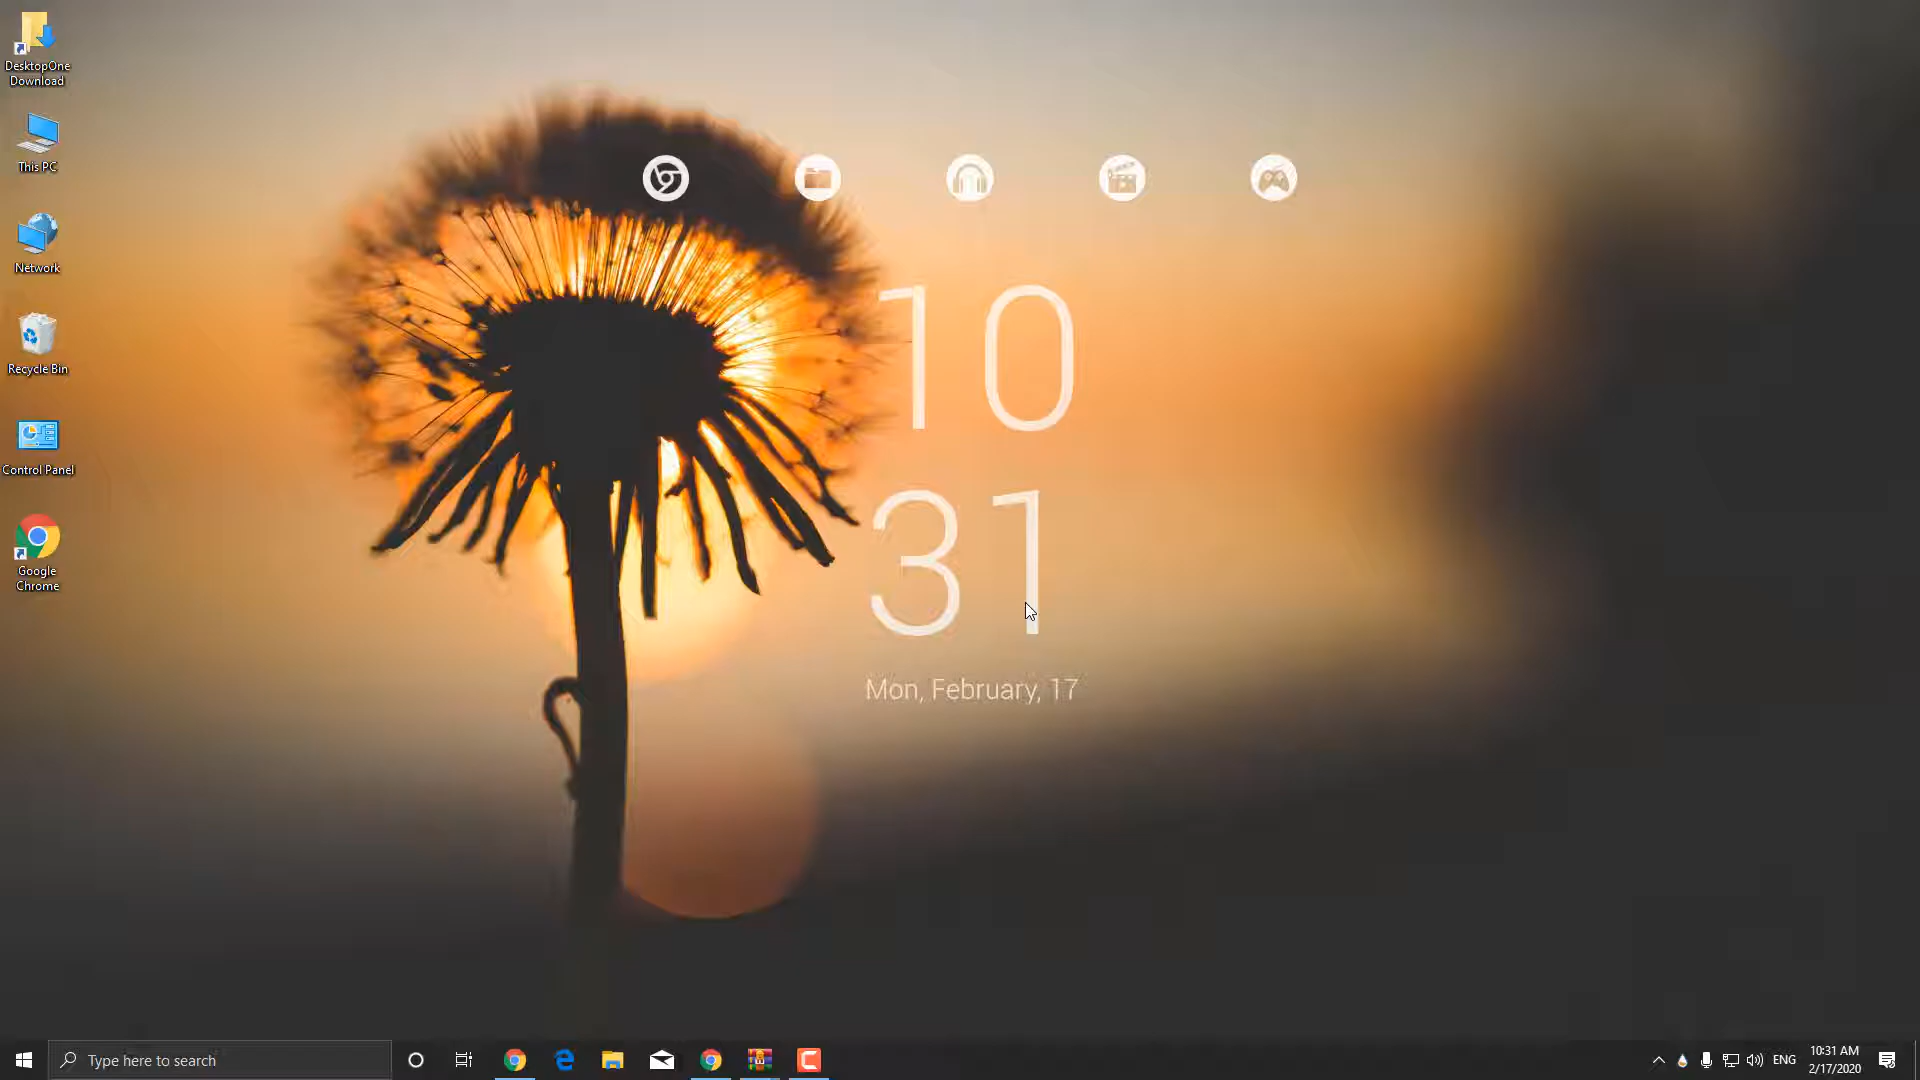 DesktopOne
Download
This PC
Network
Recycle Bin
Control Panel
Google
Chrome
10
31
Mon, February, 17
Type here to search
ENG
10:31 AM
2/17/2020